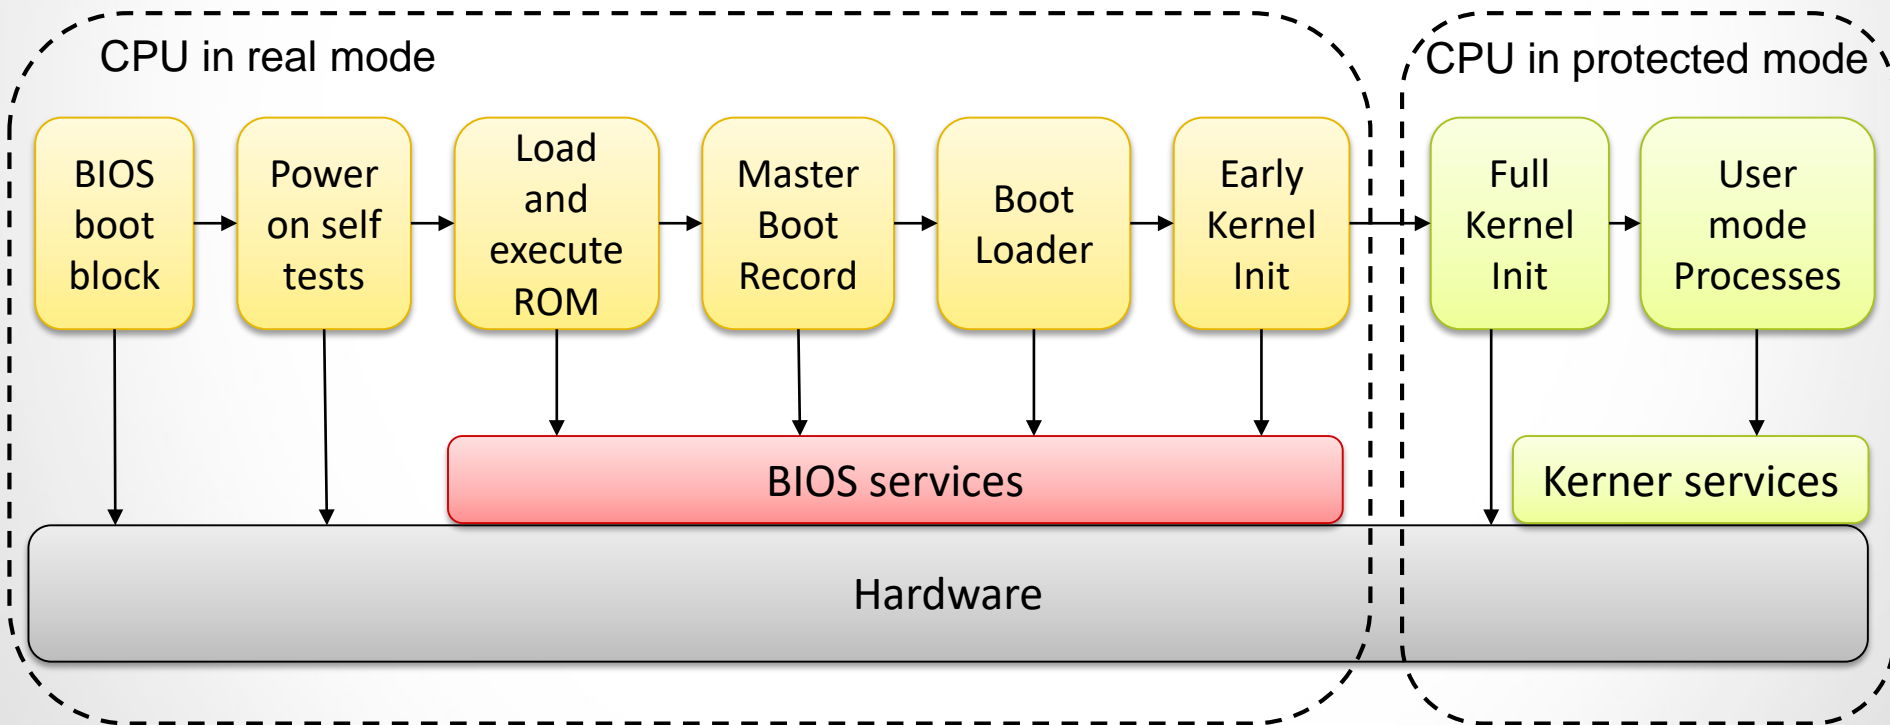 CPU in real mode
CPU in protected mode
BIOS
boot
block
Power
on self
tests
Load
and
execute
ROM
Master
Boot
Record
Boot
Loader
Early
Kernel
Init
Full
Kernel
Init
User
mode
Processes
BIOS services
Kerner services
Hardware